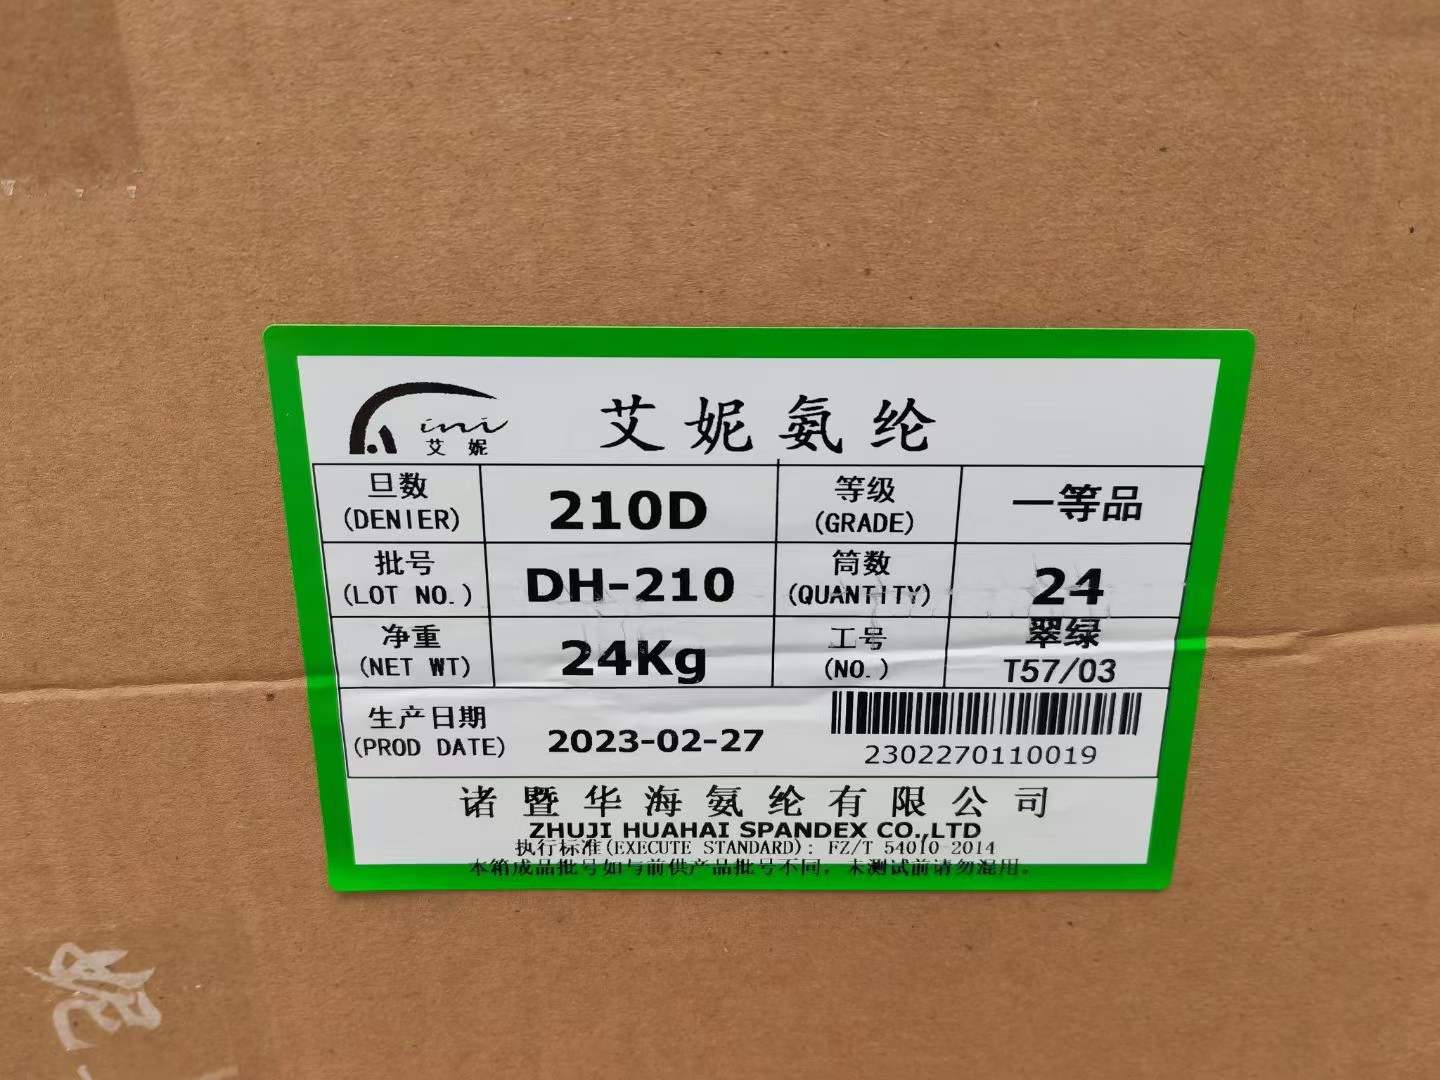 ini
艾妮
艾妮氨纶
旦数
(DENIER)
210D
等级
(GRADE)
一等品
批号
(LOT NO.)
DH-210
筒数
(QUANTITY)
24
净重
(NET WT)
24Kg
工号
(NO.)
翠绿
T57/03
生产日期
(PROD DATE)
2023-02-27
2302270110019
诸暨华海氨纶有限公司
ZHUJI HUAHAI SPANDEX CO.,LTD
执行标准(EXECUTE STANDARD): FZ/T 54010-2014
本箱成品批号如与前供产品批号不同，未测试前请勿混用。